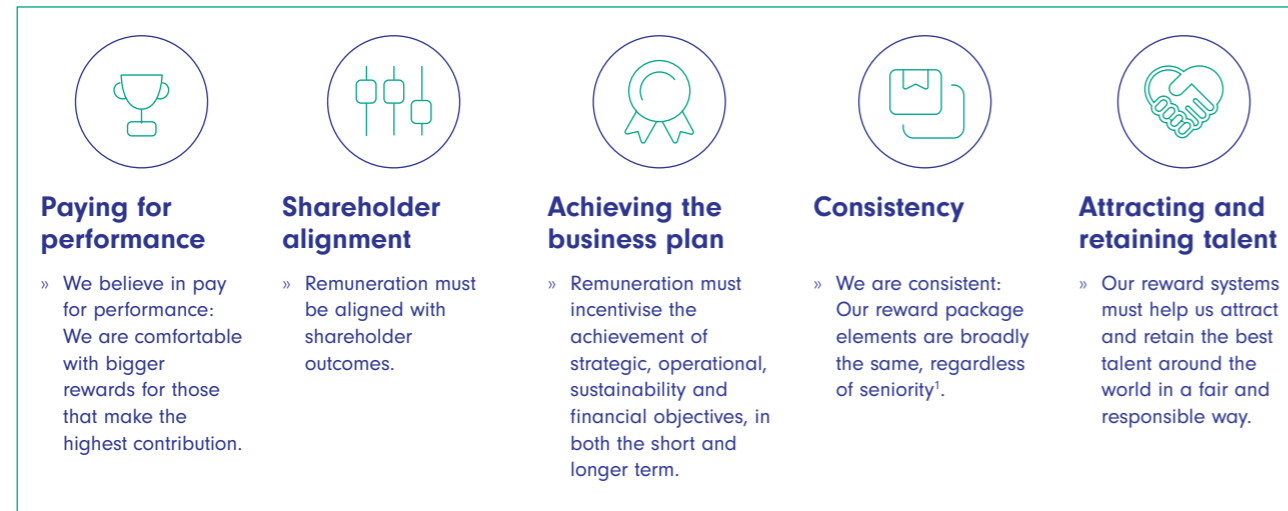 Paying for
performance
» We believe in pay
for performance:
We are comfortable
with bigger
rewards for those
that make the
highest contribution.
Shareholder
alignment
» Remuneration must
be aligned with
shareholder
outcomes.
Achieving the
business plan
» Remuneration must
incentivise the
achievement of
strategic, operational,
sustainability and
financial objectives, in
both the short and
longer term.
Consistency
» We are consistent:
Our reward package
elements are broadly
the same, regardless
of seniority¹.
Attracting and
retaining talent
» Our reward systems
must help us attract
and retain the best
talent around the
world in a fair and
responsible way.